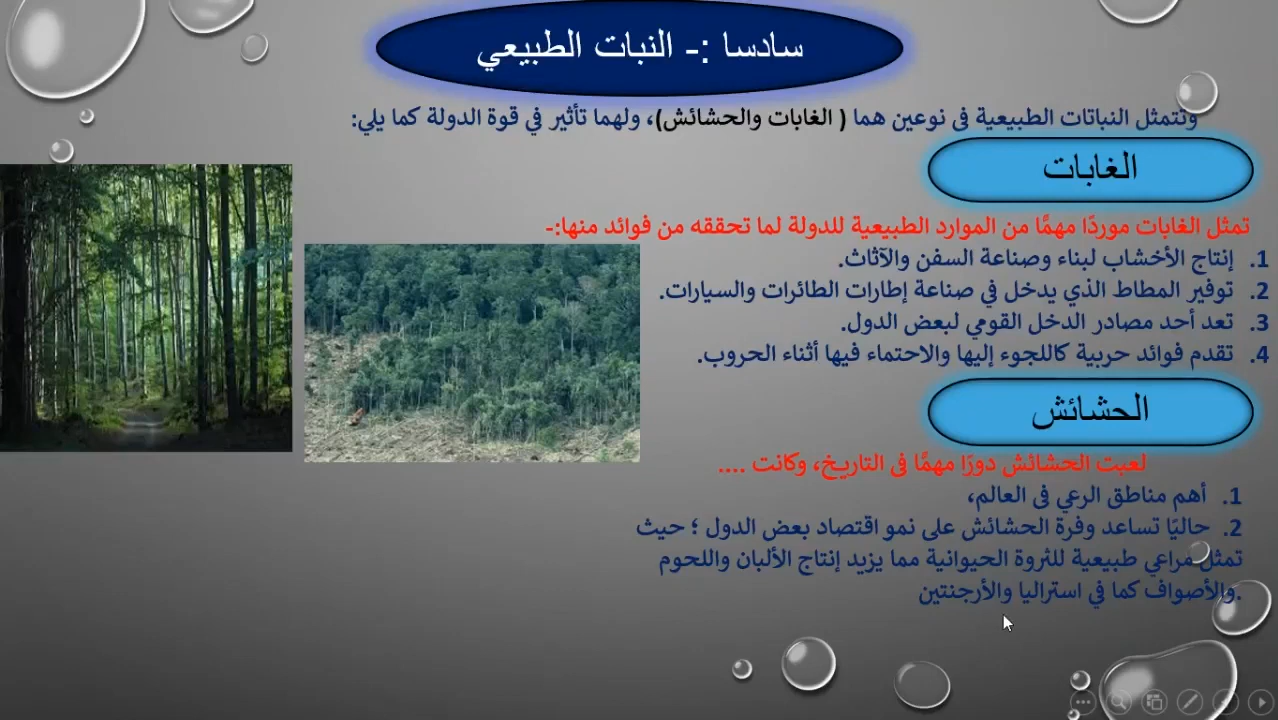 سادسا :- النبات الطبيعي
وتتمثل النباتات الطبيعية فى نوعين هما ( الغابات والحشائش)، ولهما تأثير في قوة الدولة كما يلي:
الغابات
تمثل الغابات موردًا مهمًّا من الموارد الطبيعية للدولة لما تحققه من فوائد منها:-
1. إنتاج الأخشاب لبناء وصناعة السفن والآثاث.
2. توفير المطاط الذي يدخل في صناعة إطارات الطائرات والسيارات.
3. تعد أحد مصادر الدخل القومي لبعض الدول.
4. تقدم فوائد حربية كاللجوء إليها والاحتماء فيها أثناء الحروب.
الحشائش
لعبت الحشائش دورًا مهمًّا فى التاريخ، وكانت ....
1. أهم مناطق الرعي فى العالم،
2. حاليًا تساعد وفرة الحشائش على نمو اقتصاد بعض الدول ؛ حيث
تمثل مراعي طبيعية للثروة الحيوانية مما يزيد إنتاج الألبان واللحوم
.والأصواف كما في استراليا والأرجنتين